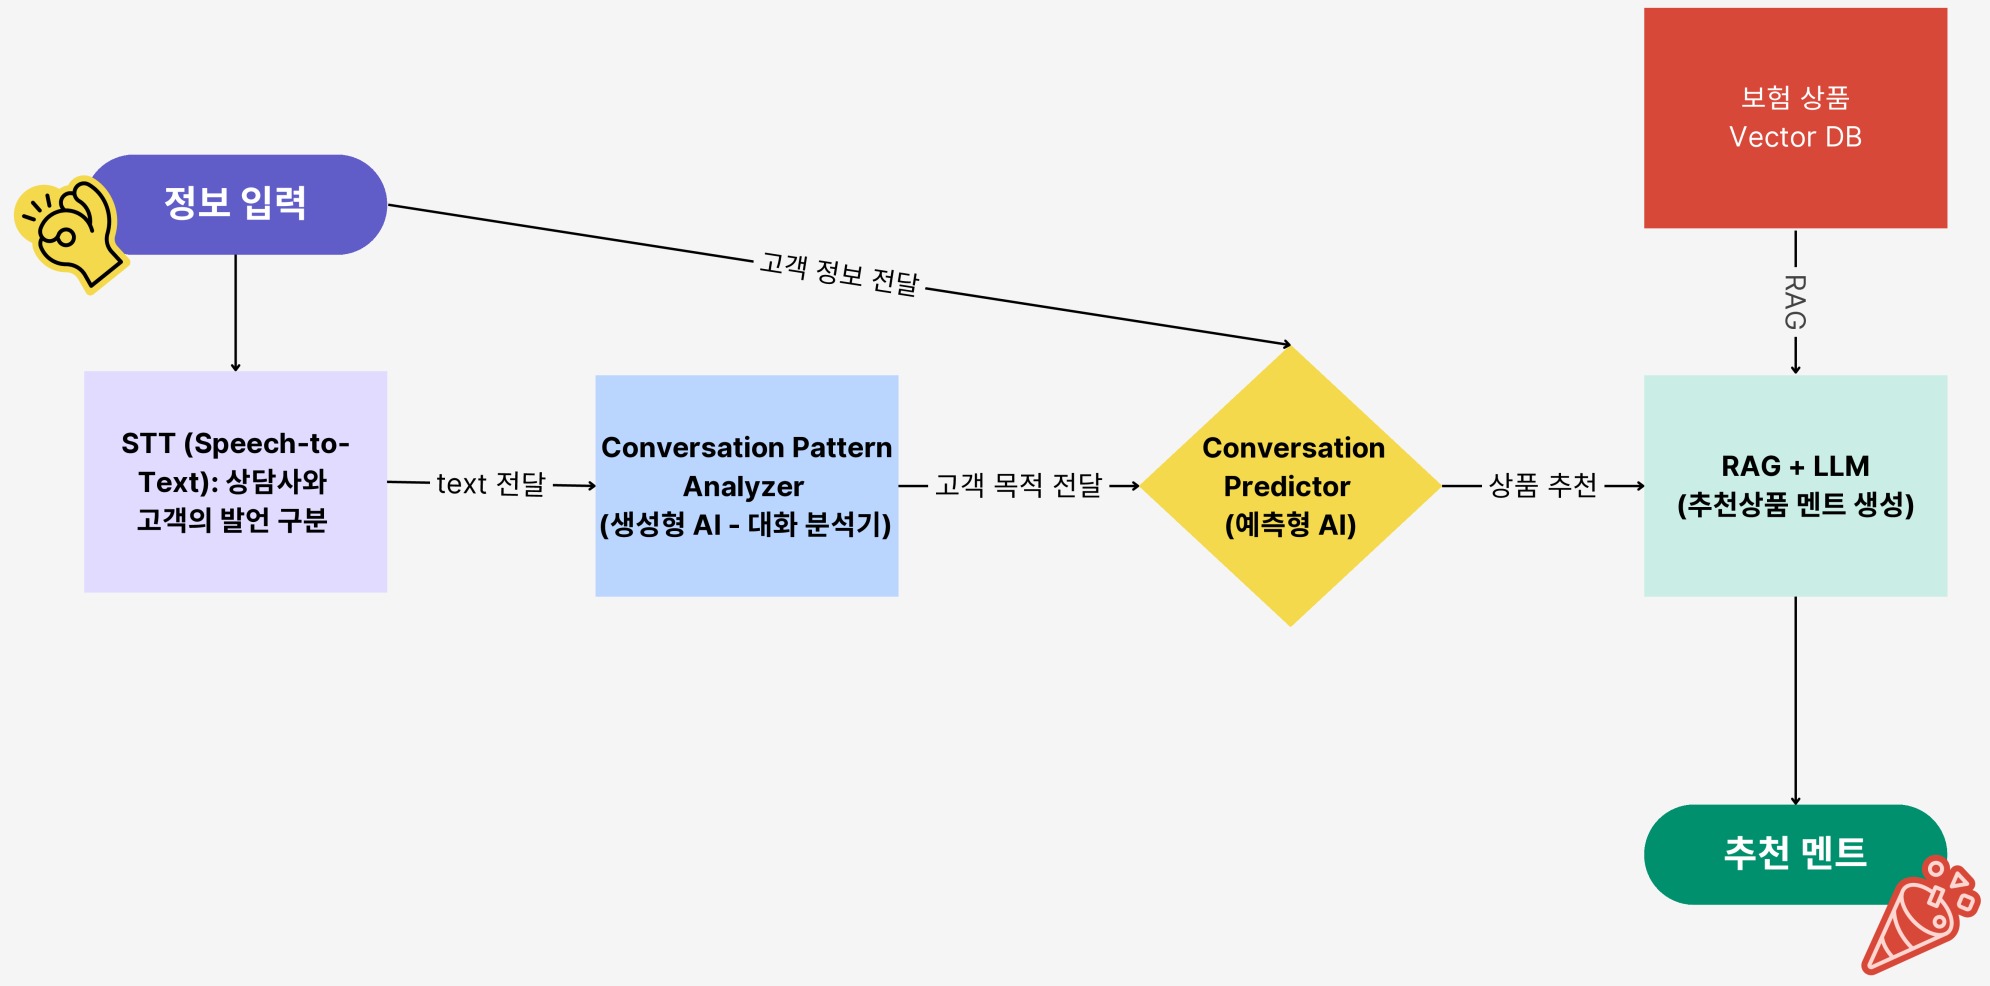 정보 입력
고객 정보 전달
보험 상품
Vector DB
RAG
STT (Speech-to-
Text): 상담사와
고객의 발언 구분
text 전달
Conversation Pattern
Analyzer
(생성형 AI - 대화 분석기)
고객 목적 전달
Conversation
Predictor
(예측형 AI)
상품 추천
RAG + LLM
(추천상품 멘트 생성)
추천 멘트